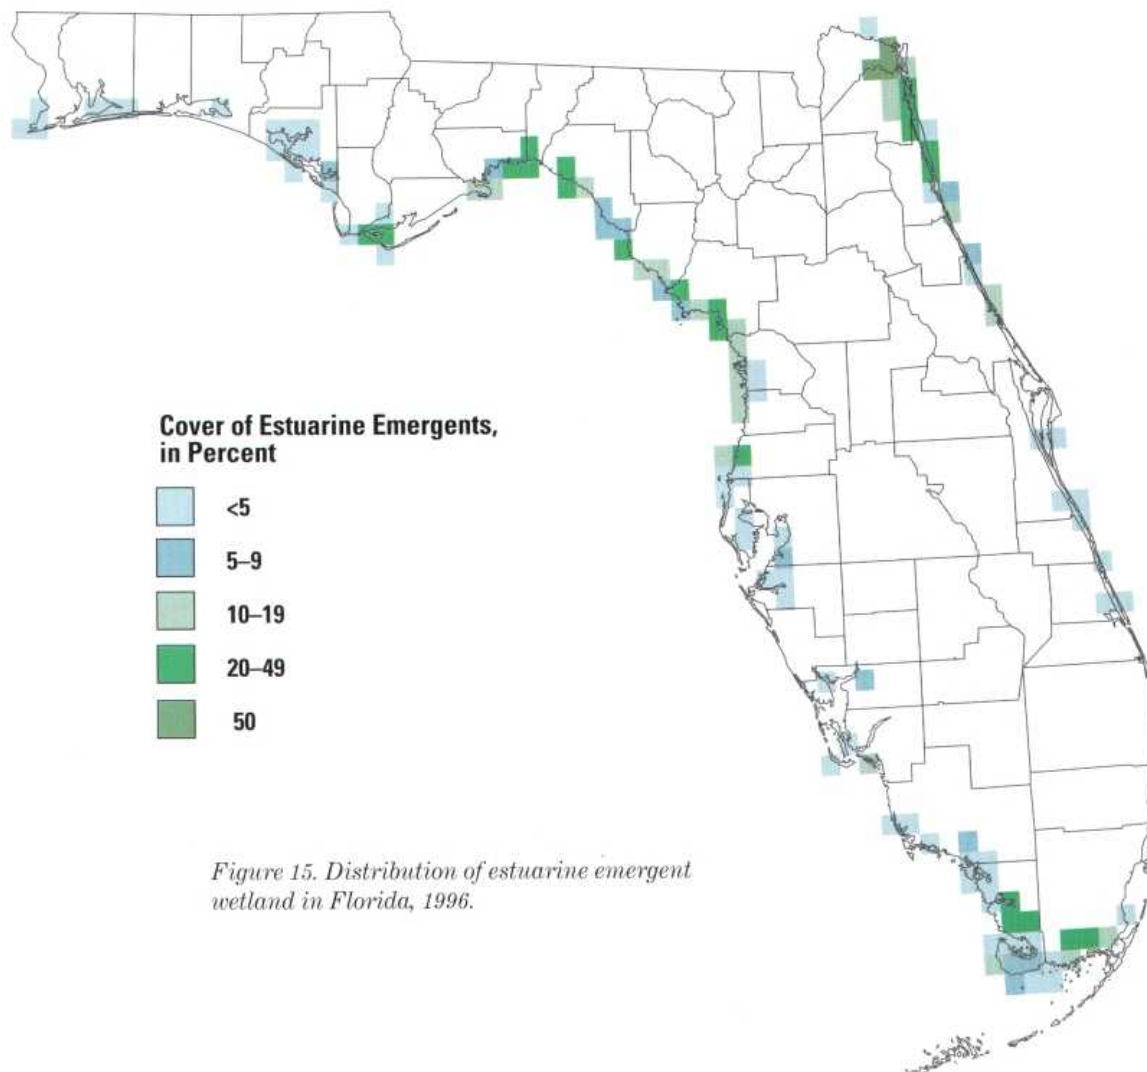 Cover of Estuarine Emergents,
in Percent
<5
5–9
10–19
20–49
50
Figure 15. Distribution of estuarine emergent
wetland in Florida, 1996.